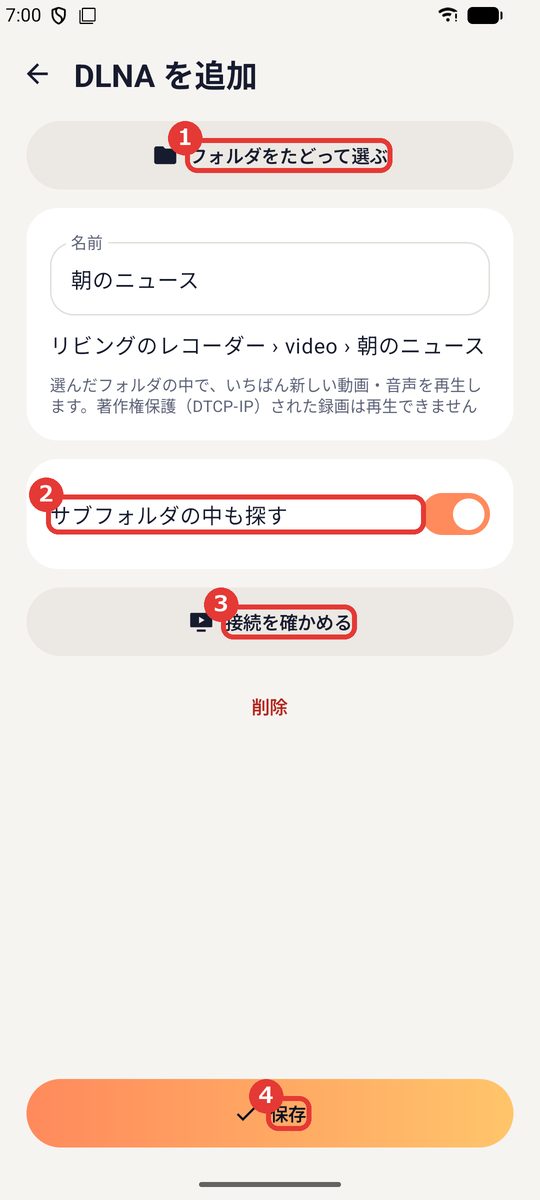 7:00
DLNA を追加
1
フォルダをたどって選ぶ
名前
朝のニュース
リビングのレコーダー › video › 朝のニュース
選んだフォルダの中で、いちばん新しい動画・音声を再生し
ます。著作権保護（DTCP-IP）された録画は再生できません
2
サブフォルダの中も探す
3
接続を確かめる
削除
4
保存